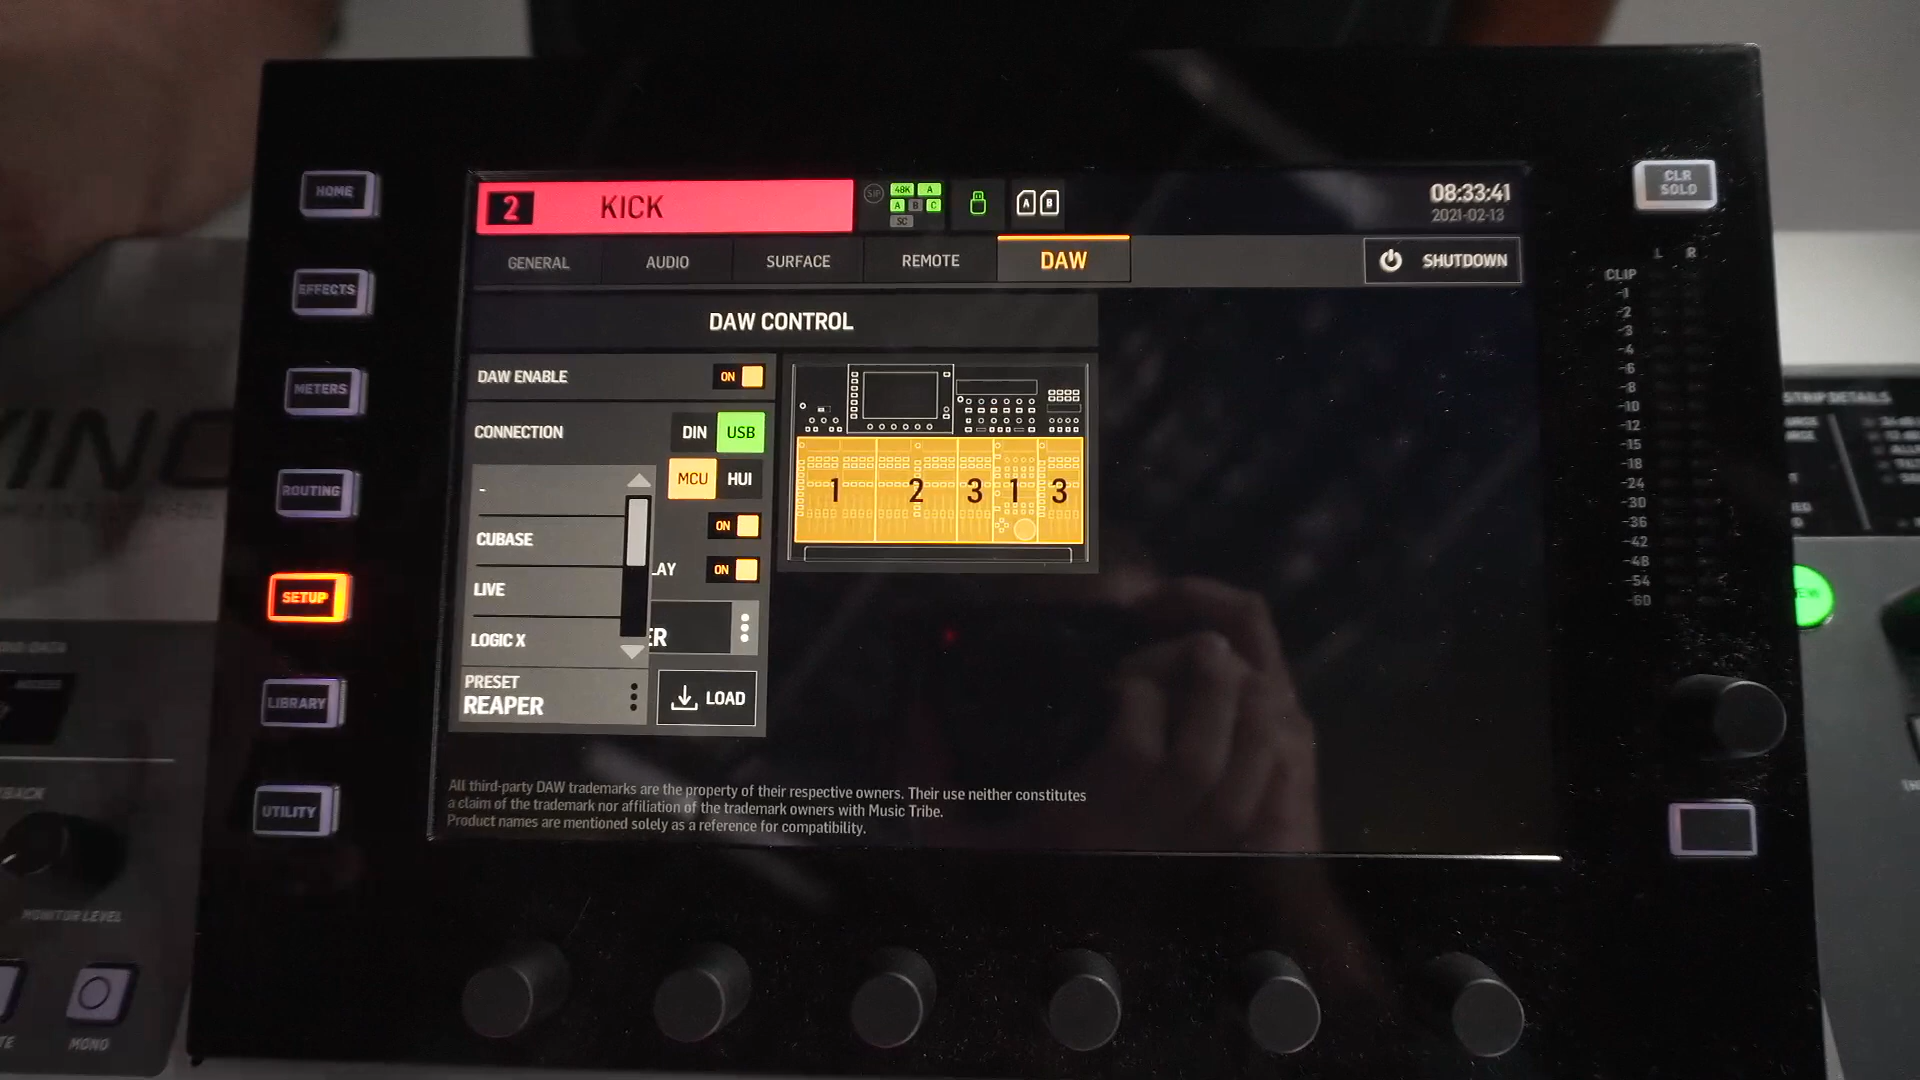 HOME
EFFECTS
METERS
ROUTING
SETUP
LIBRARY
UTILITY
2 KICK
48K A
A B C
SC
A B
08:33:41
2021-02-13
GENERAL AUDIO SURFACE REMOTE DAW SHUTDOWN
DAW CONTROL
DAW ENABLE ON
CONNECTION DIN USB
- MCU HUI
CUBASE ON
LIVE LAY ON
LOGIC X ER
PRESET
REAPER LOAD
1 2 3 1 3
All third-party DAW trademarks are the property of their respective owners. Their use neither constitutes
a claim of the trademark nor affiliation of the trademark owners with Music Tribe.
Product names are mentioned solely as a reference for compatibility.
CLR
SOLO
L R
CLIP
-1
-2
-3
-4
-6
-8
-10
-12
-15
-18
-24
-30
-36
-42
-48
-54
-60
STRIP DETAILS
MONITOR LEVEL
MONO